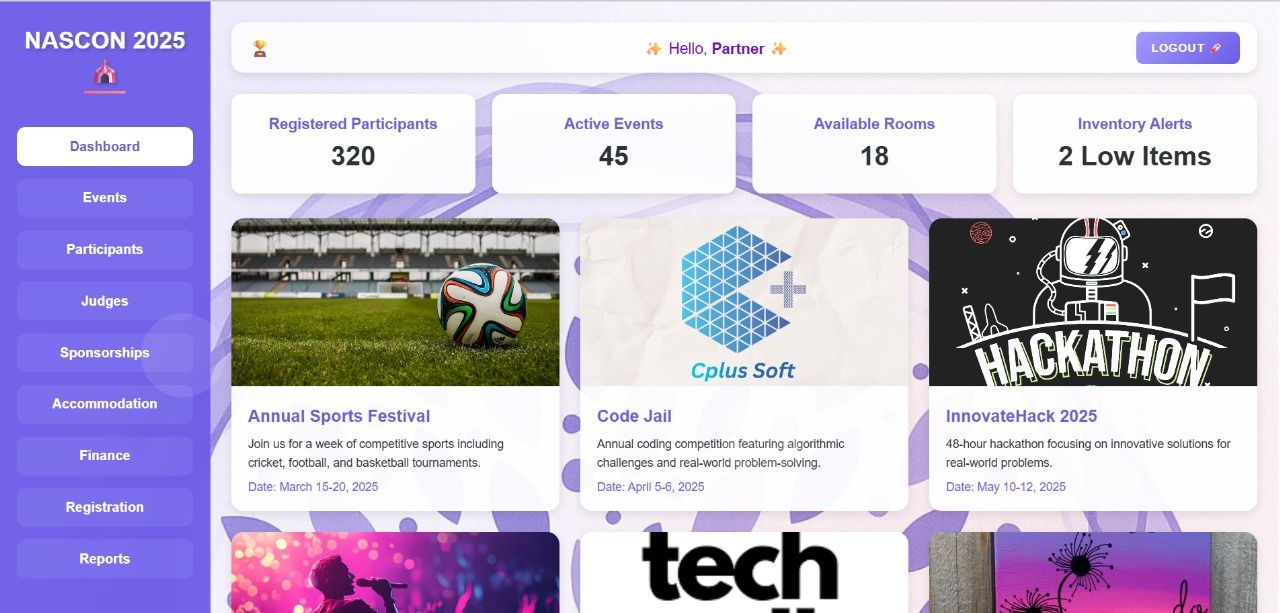 NASCON 2025
Dashboard
Events
Participants
Judges
Sponsorships
Accommodation
Finance
Registration
Reports
Hello, Partner
LOGOUT
Registered Participants
320
Active Events
45
Available Rooms
18
Inventory Alerts
2 Low Items
Cplus Soft
HACKATHON
Annual Sports Festival
Join us for a week of competitive sports including
cricket, football, and basketball tournaments.
Date: March 15-20, 2025
Code Jail
Annual coding competition featuring algorithmic
challenges and real-world problem-solving.
Date: April 5-6, 2025
InnovateHack 2025
48-hour hackathon focusing on innovative solutions for
real-world problems.
Date: May 10-12, 2025
tech